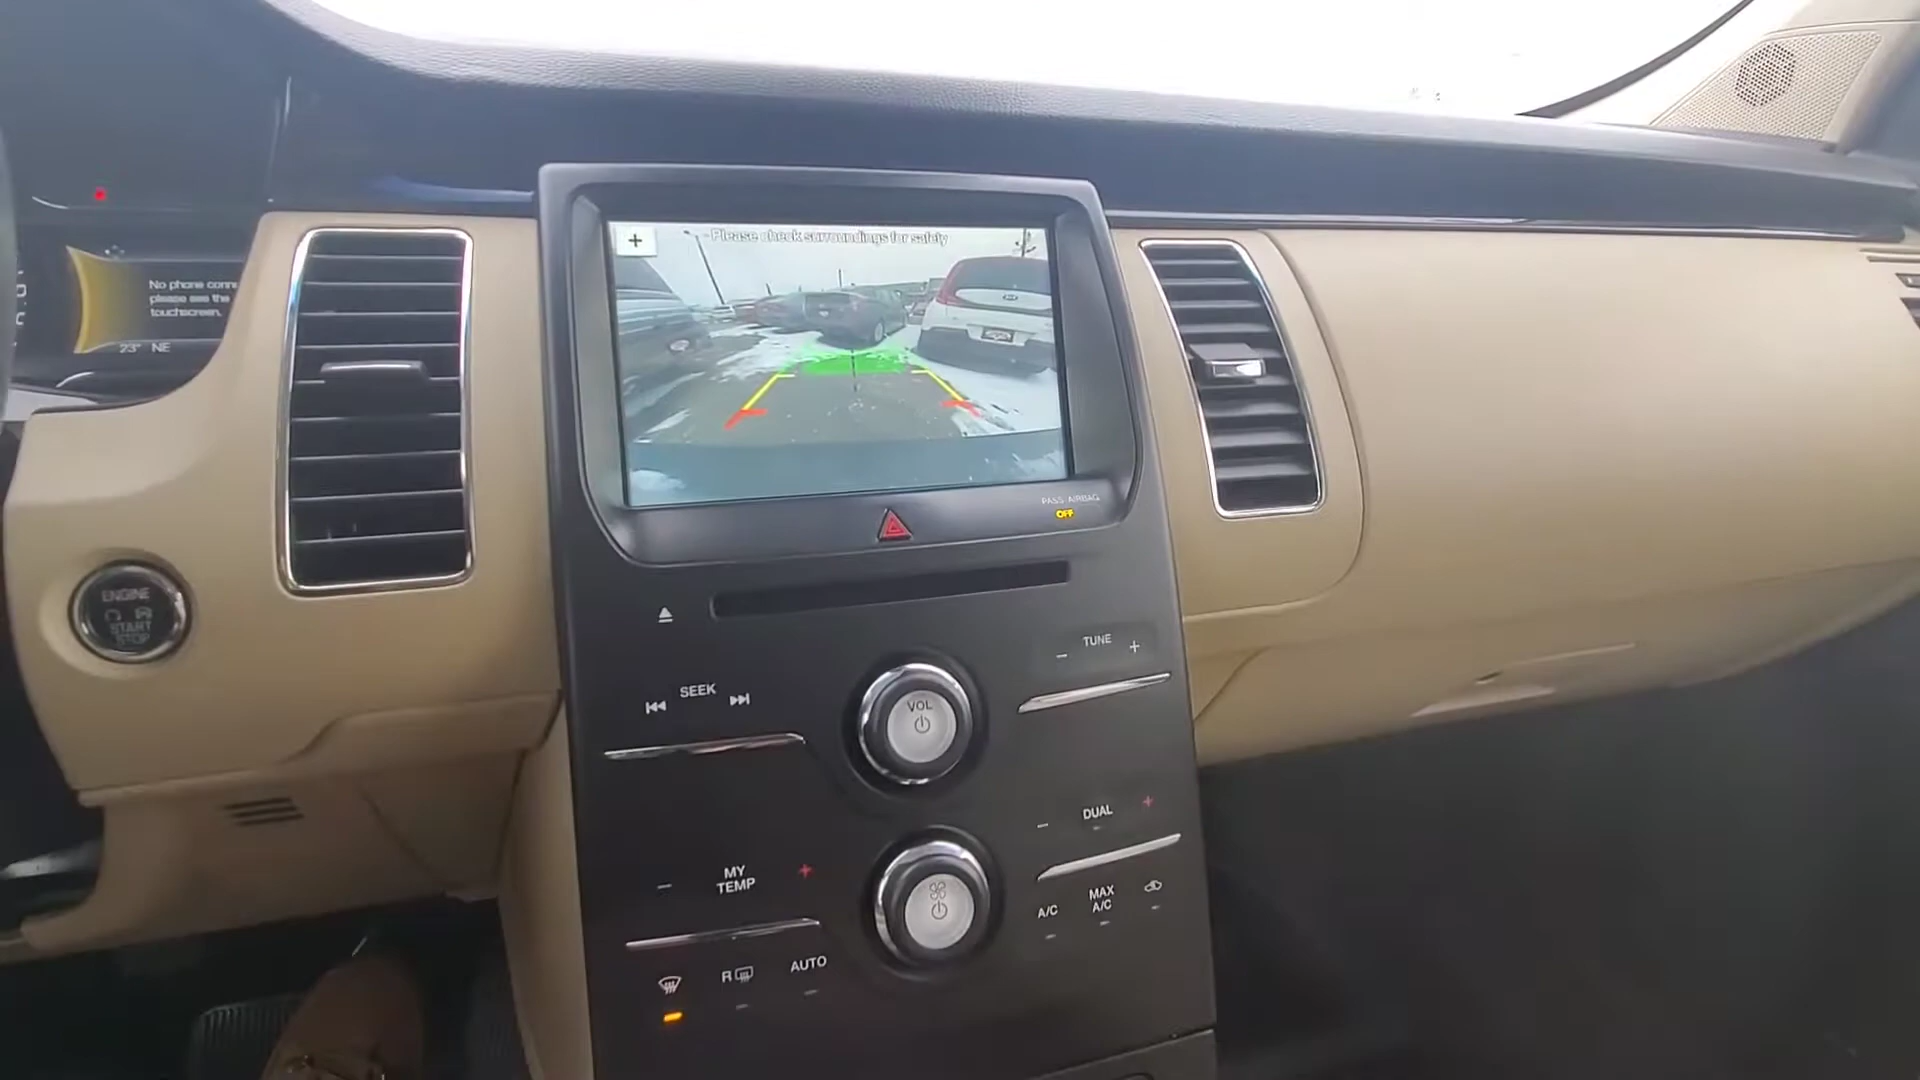 - Please check surroundings for safety
+
KIA
No phone conn
please see the
touchscreen.
23° NE
PASS AIRBAG
OFF
ENGINE
START
STOP
SEEK
- TUNE +
VOL
- DUAL +
- MY TEMP +
A/C
MAX
A/C
R
AUTO